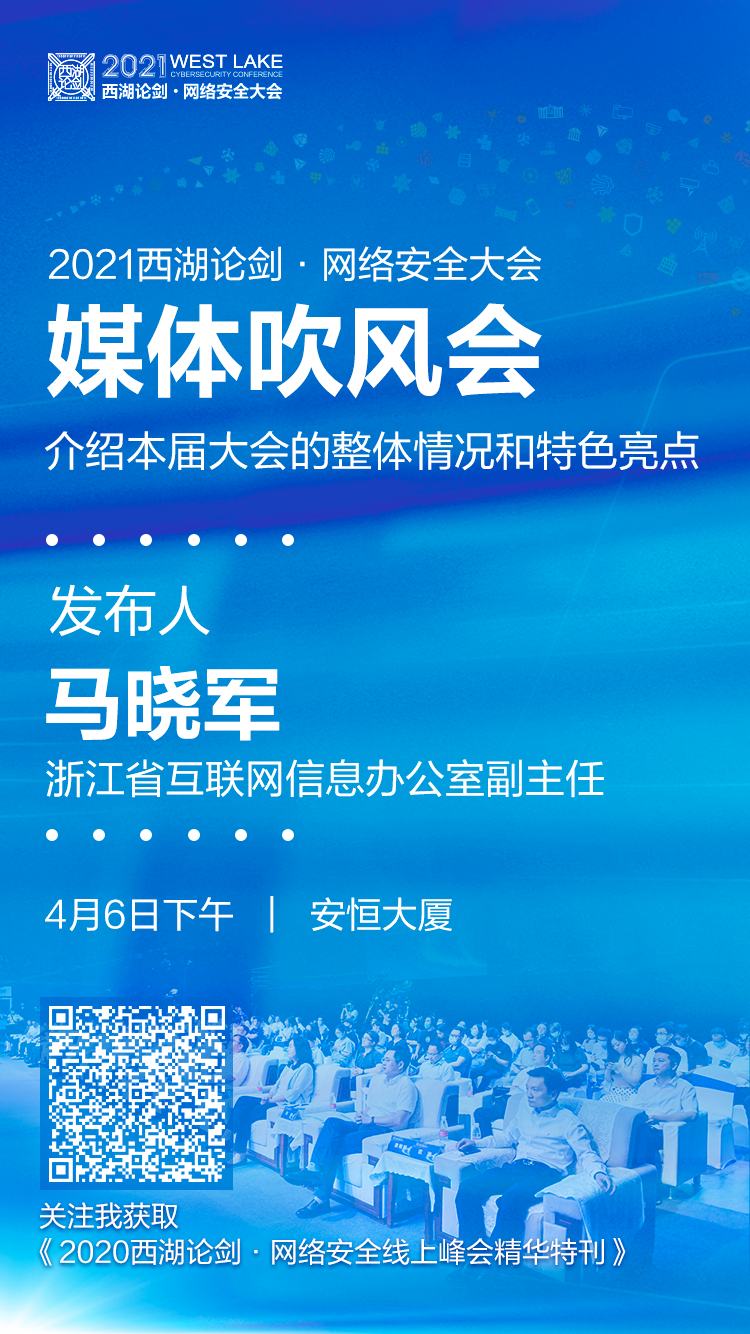 2021 WEST LAKE
CYBERSECURITY CONFERENCE
西湖论剑
西湖论剑·网络安全大会
2021西湖论剑·网络安全大会
媒体吹风会
介绍本届大会的整体情况和特色亮点
发布人
马晓军
浙江省互联网信息办公室副主任
4月6日下午 | 安恒大厦
关注我获取
《2020西湖论剑·网络安全线上峰会精华特刊》